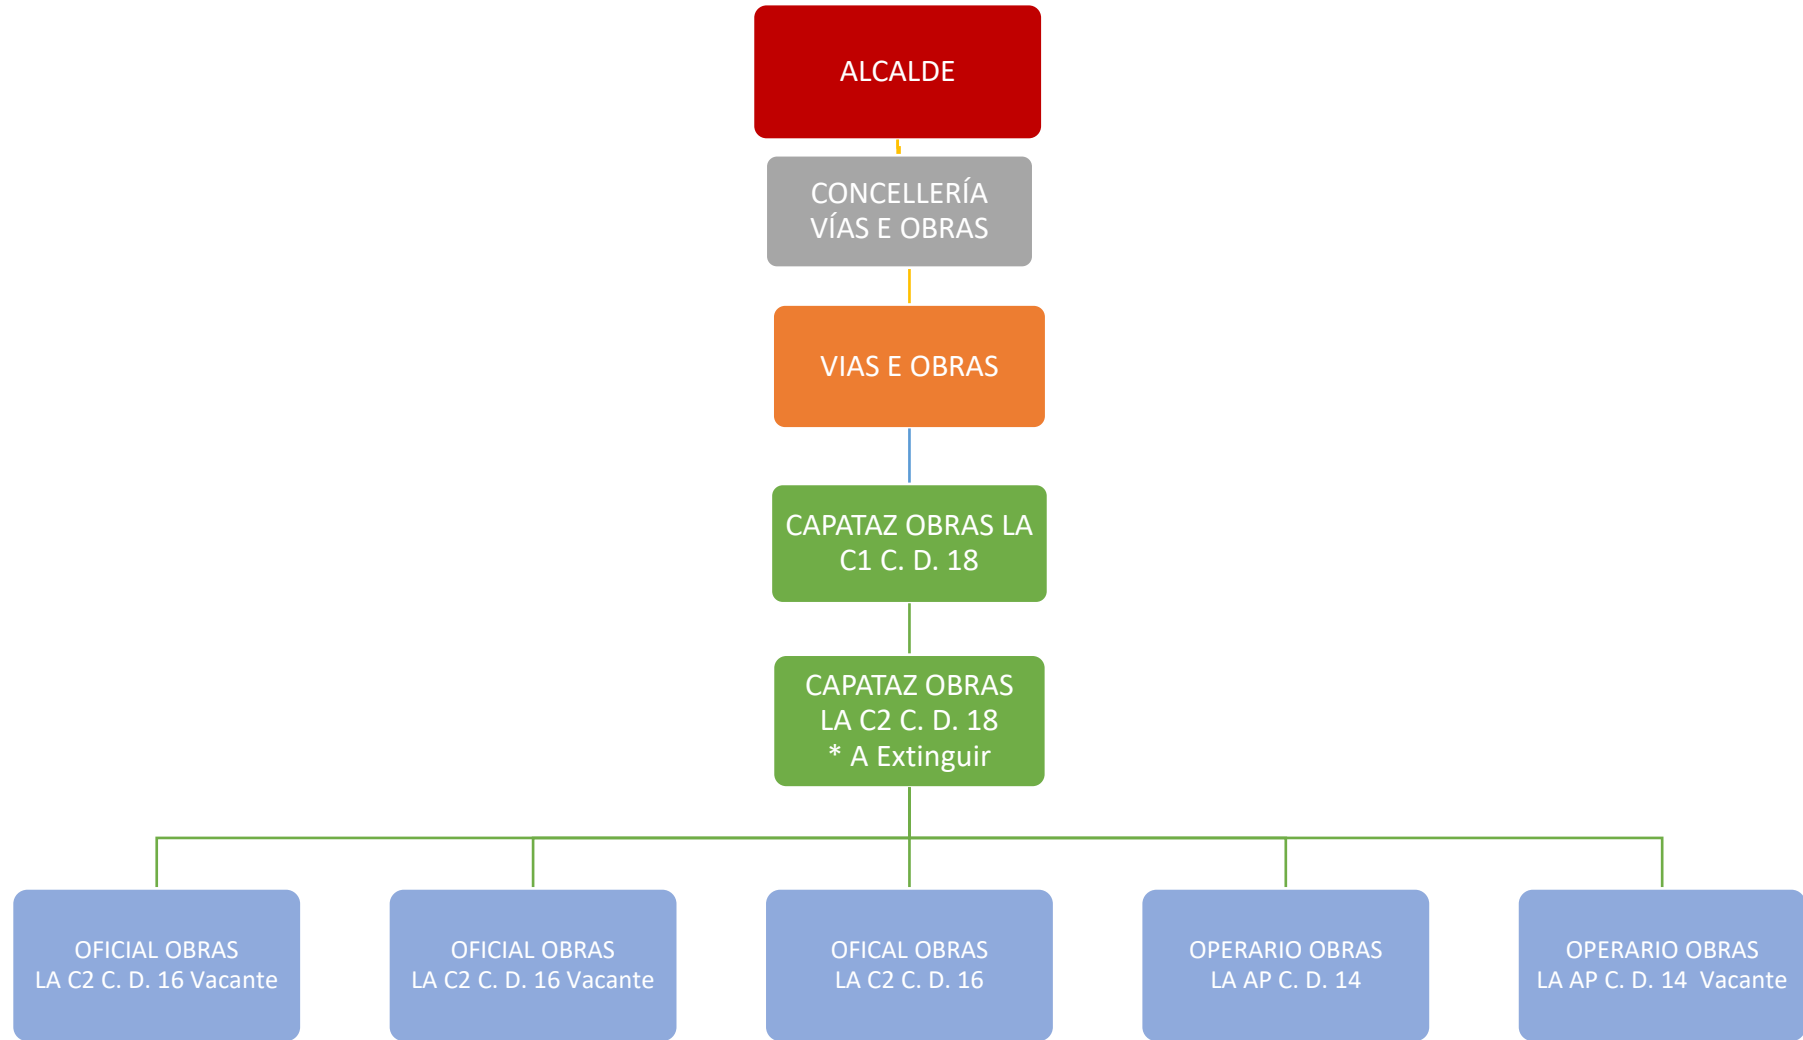 ALCALDE
CONCELLERÍA
VÍAS E OBRAS
VIAS E OBRAS
CAPATAZ OBRAS LA
C1 C. D. 18
CAPATAZ OBRAS
LA C2 C. D. 18
* A Extinguir
OFICIAL OBRAS
LA C2 C. D. 16 Vacante
OFICIAL OBRAS
LA C2 C. D. 16 Vacante
OFICAL OBRAS
LA C2 C. D. 16
OPERARIO OBRAS
LA AP C. D. 14
OPERARIO OBRAS
LA AP C. D. 14 Vacante